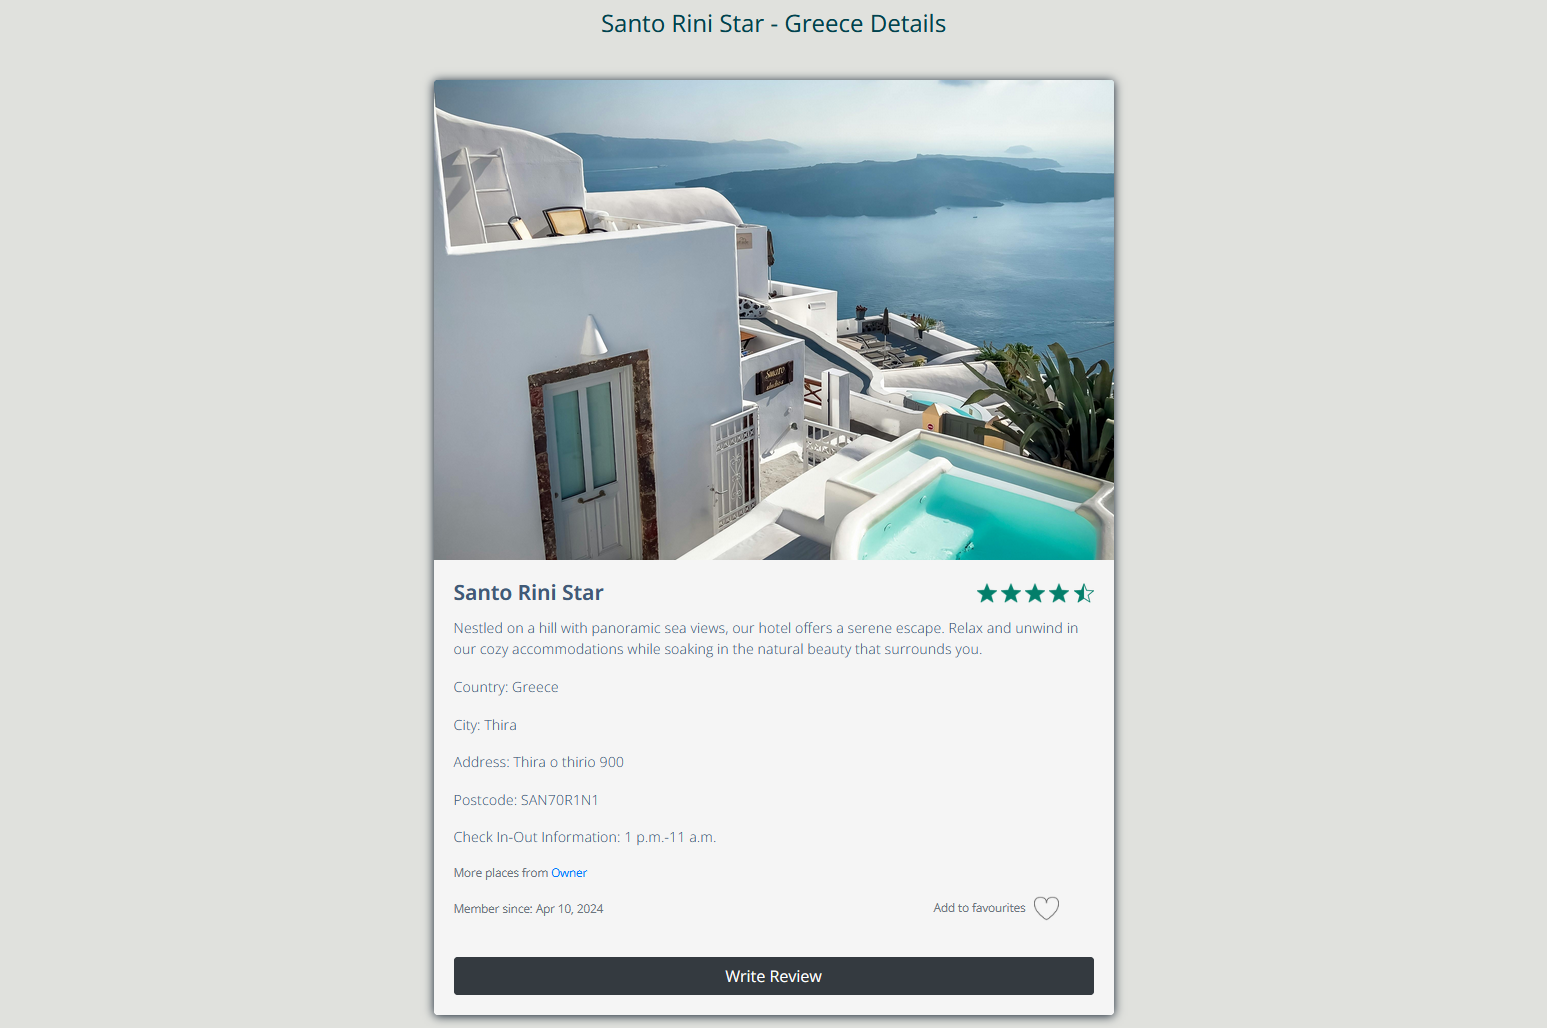 Santo Rini Star - Greece Details
Santo Rini Star
Nestled on a hill with panoramic sea views, our hotel offers a serene escape. Relax and unwind in
our cozy accommodations while soaking in the natural beauty that surrounds you.
Country: Greece
City: Thira
Address: Thira o thirio 900
Postcode: SAN70R1N1
Check In-Out Information: 1 p.m.-11 a.m.
More places from Owner
Member since: Apr 10, 2024
Add to favourites
Write Review